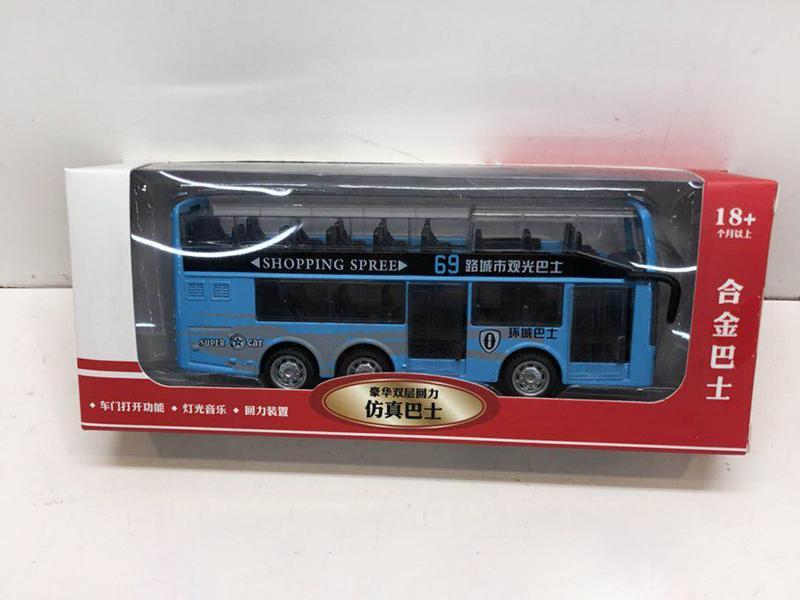 18+
个月以上
合金巴士
◀SHOPPING SPREE▶ 69 路城市观光巴士
SUPER car
0 环城巴士
豪华双层回力
仿真巴士
• 车门打开功能 • 灯光音乐 • 回力装置